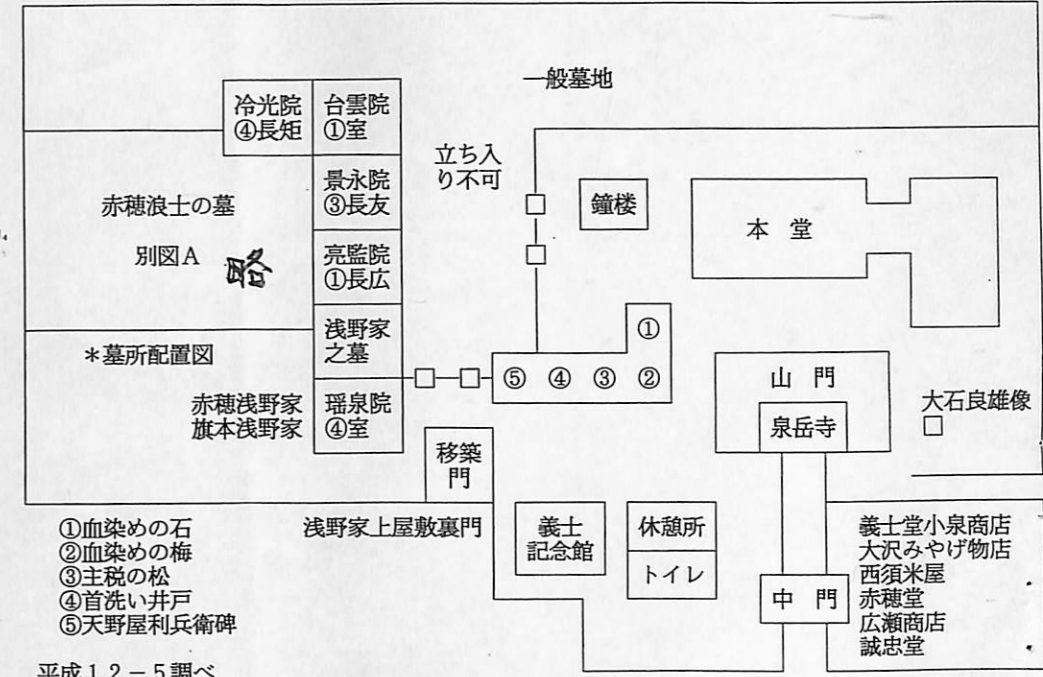 一般墓地
冷光院
④長矩
台雲院
①室
立ち入
り不可
景永院
③長友
鐘楼
本 堂
赤穂浪士の墓
別図A
略
亮監院
①長広
浅野家
之墓
①
⑤ ④ ③ ②
*墓所配置図
赤穂浅野家
旗本浅野家
瑶泉院
④室
山 門
泉岳寺
大石良雄像
移築
門
浅野家上屋敷裏門
義士
記念館
休憩所
トイレ
中 門
義士堂小泉商店
大沢みやげ物店
西須米屋
赤穂堂
広瀬商店
誠忠堂
①血染めの石
②血染めの梅
③主税の松
④首洗い井戸
⑤天野屋利兵衛碑
平成12-5調べ